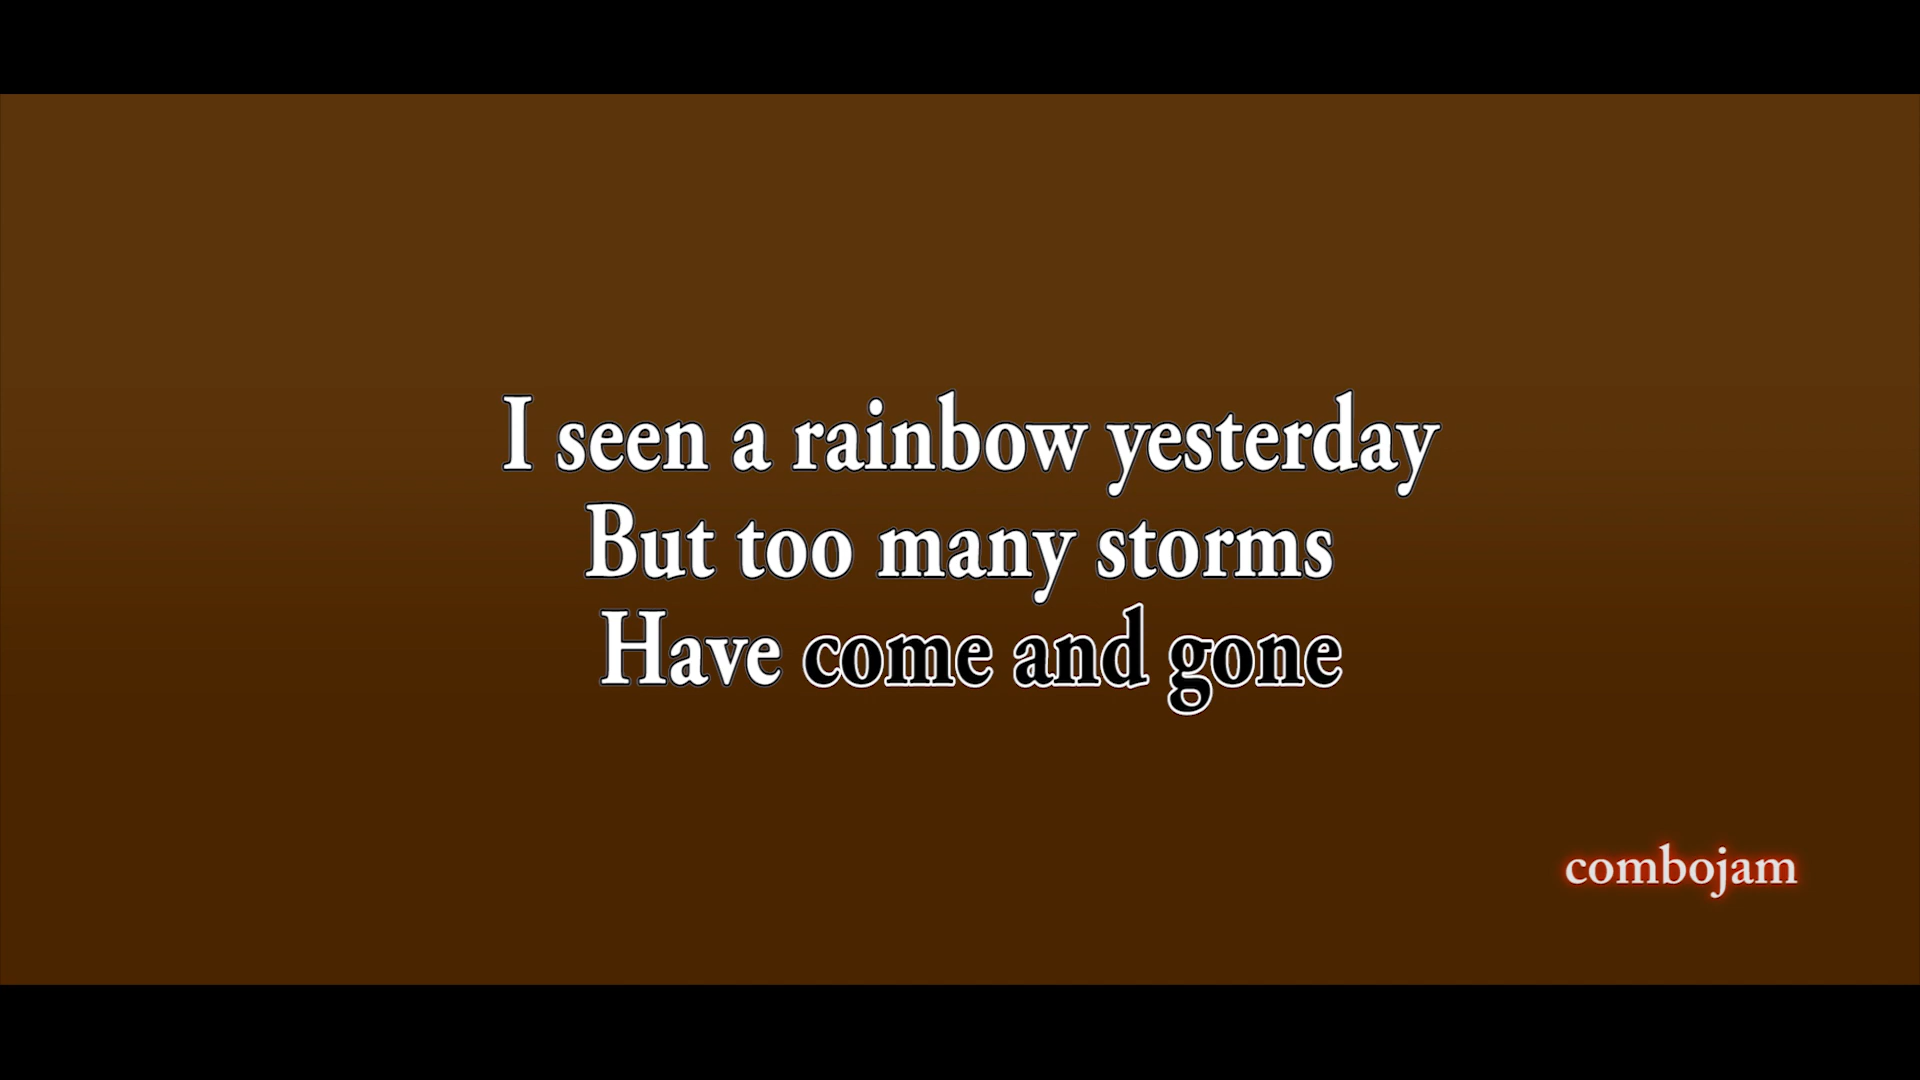 I seen a rainbow yesterday
But too many storms
Have come and gone
combojam